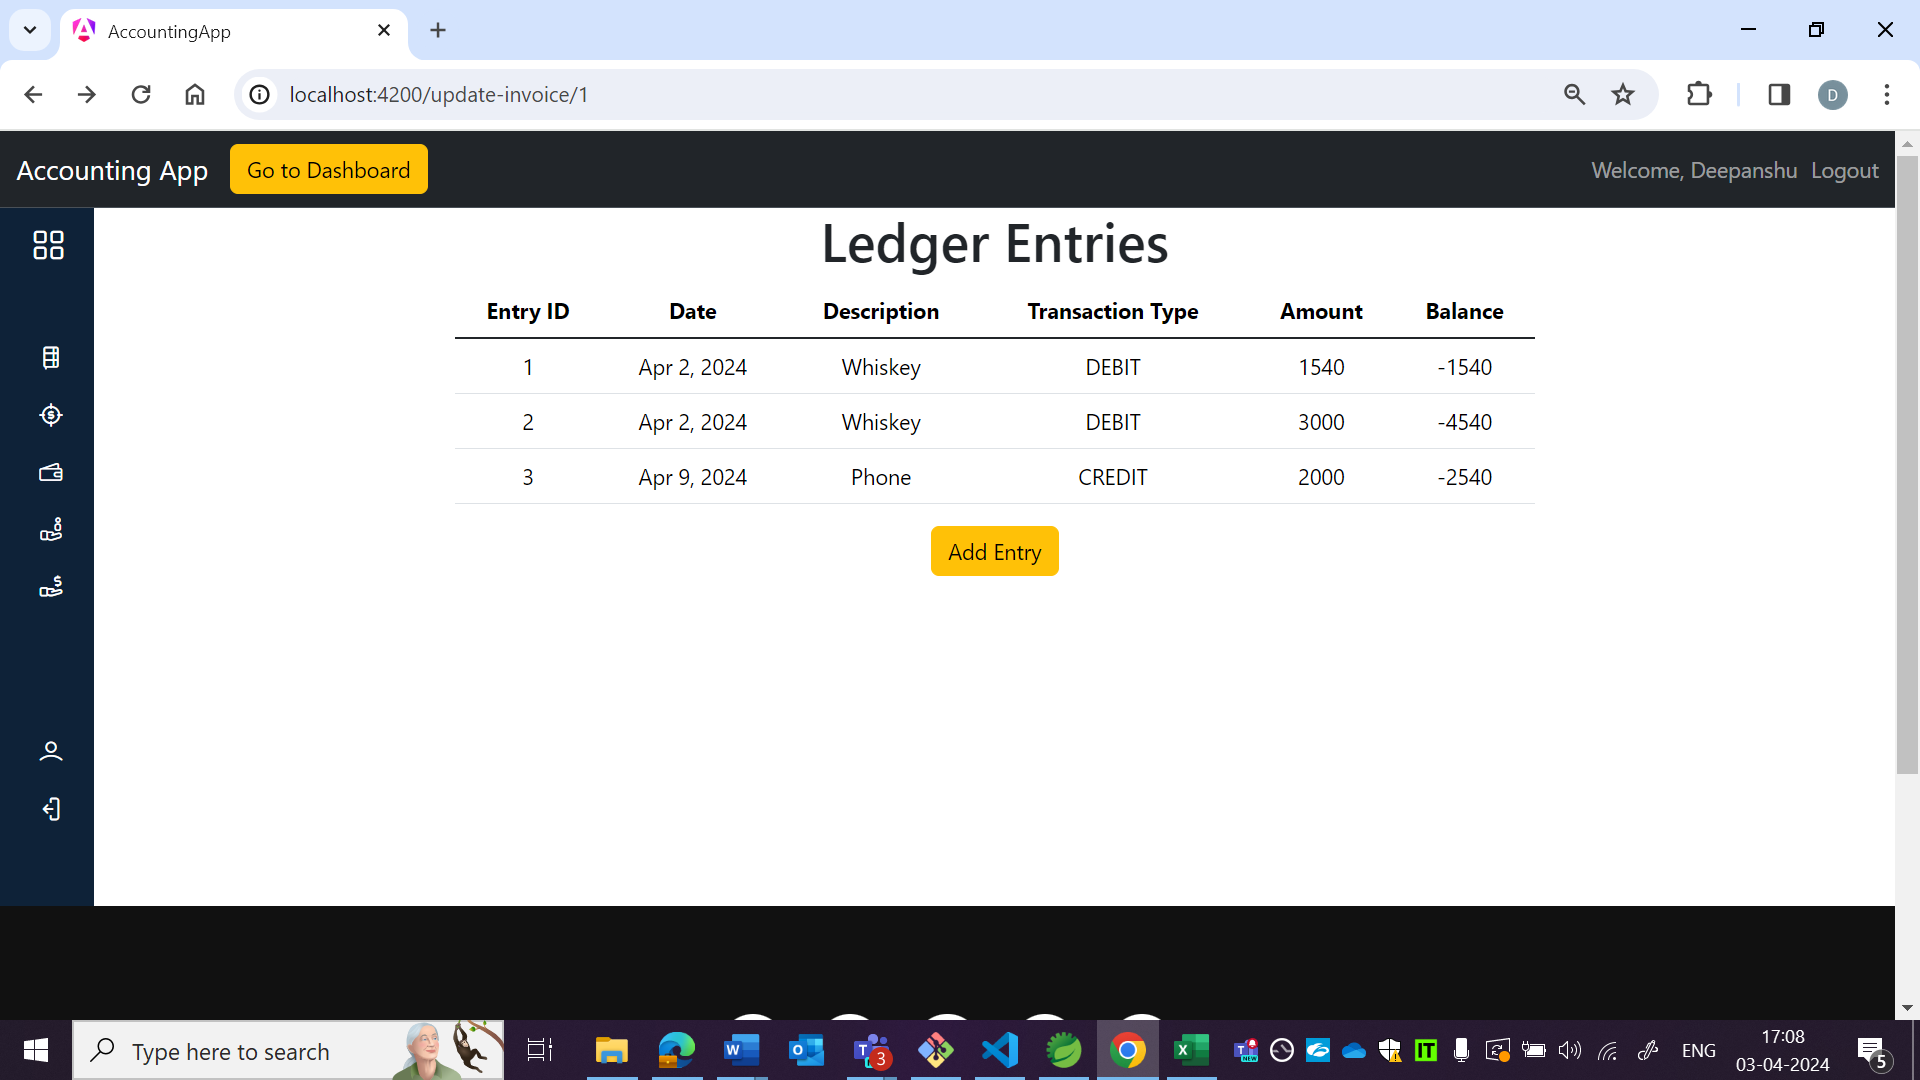 AccountingApp
localhost:4200/update-invoice/1
D
Accounting App
Go to Dashboard
Welcome, Deepanshu Logout
Ledger Entries
Entry ID Date Description Transaction Type Amount Balance
1 Apr 2, 2024 Whiskey DEBIT 1540 -1540
2 Apr 2, 2024 Whiskey DEBIT 3000 -4540
3 Apr 9, 2024 Phone CREDIT 2000 -2540
Add Entry
Type here to search
3
IT
ENG
17:08
03-04-2024
5